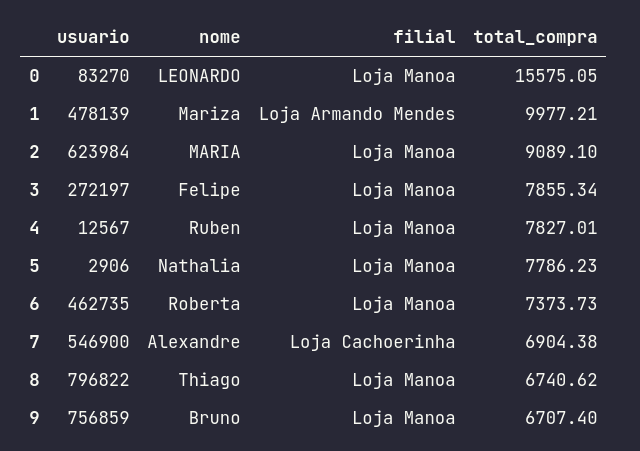 usuario nome filial total_compra
0 83270 LEONARDO Loja Manoa 15575.05
1 478139 Mariza Loja Armando Mendes 9977.21
2 623984 MARIA Loja Manoa 9089.10
3 272197 Felipe Loja Manoa 7855.34
4 12567 Ruben Loja Manoa 7827.01
5 2906 Nathalia Loja Manoa 7786.23
6 462735 Roberta Loja Manoa 7373.73
7 546900 Alexandre Loja Cachoerinha 6904.38
8 796822 Thiago Loja Manoa 6740.62
9 756859 Bruno Loja Manoa 6707.40